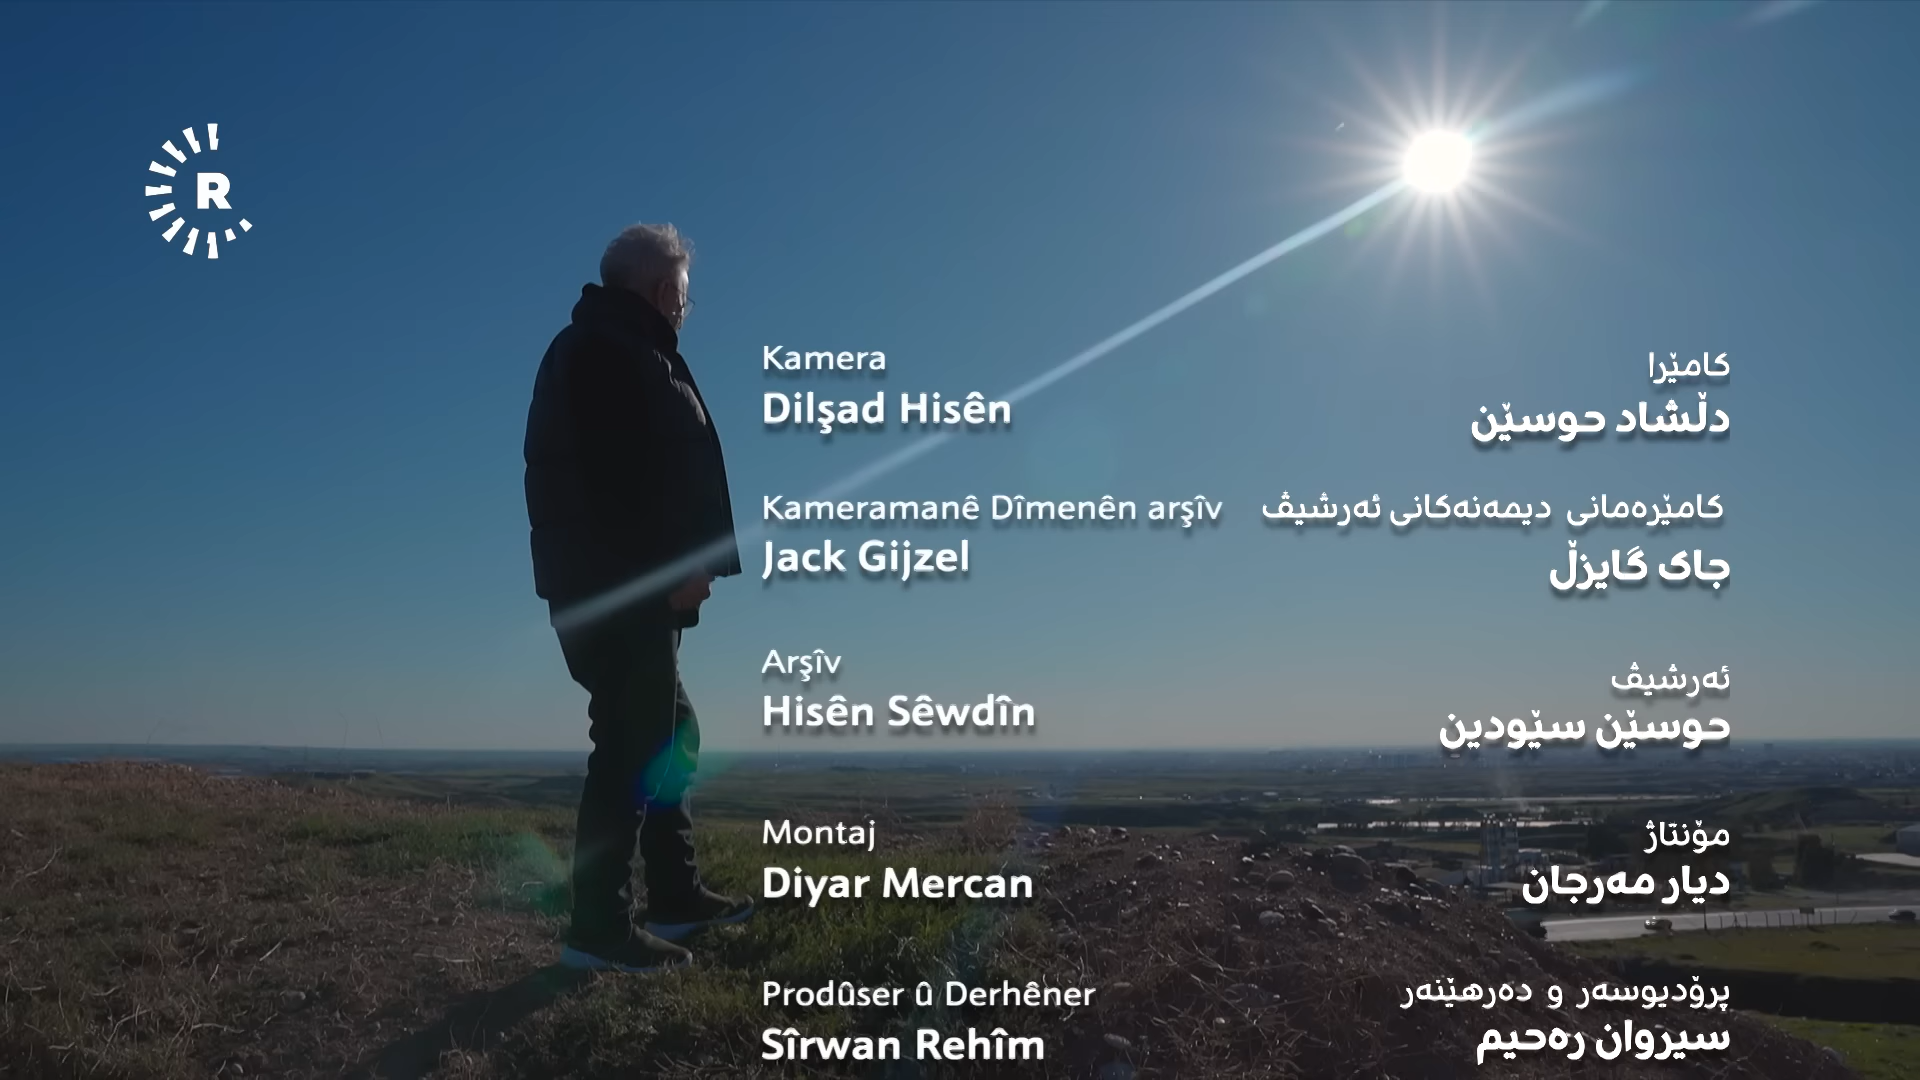 R
Kamera
Dilşad Hisên
Kameramanê Dîmenên arşîv
Jack Gijzel
Arşîv
Hisên Sêwdîn
Montaj
Diyar Mercan
Prodûser û Derhêner
Sîrwan Rehîm
کامێرا
دڵشاد حوسێن
کامێرەمانی دیمەنەکانی ئەرشیڤ
جاک گایزڵ
ئەرشیڤ
حوسێن سێودین
مۆنتاژ
دیار مەرجان
پرۆدیوسەر و دەرهێنەر
سیروان رەحیم